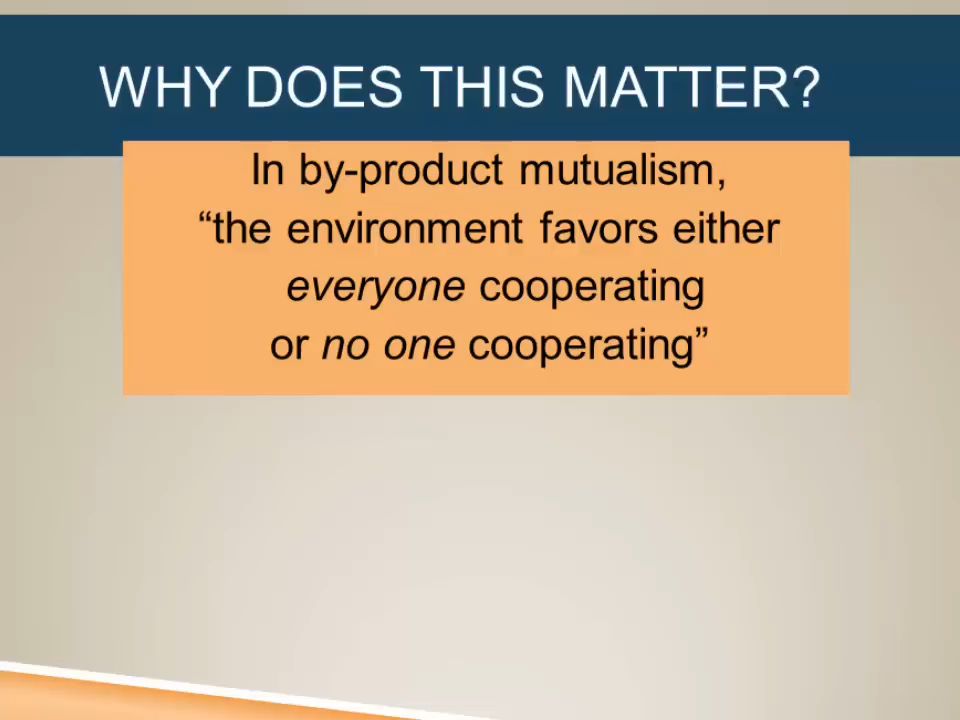 WHY DOES THIS MATTER?
In by-product mutualism,
“the environment favors either
everyone cooperating
or no one cooperating”